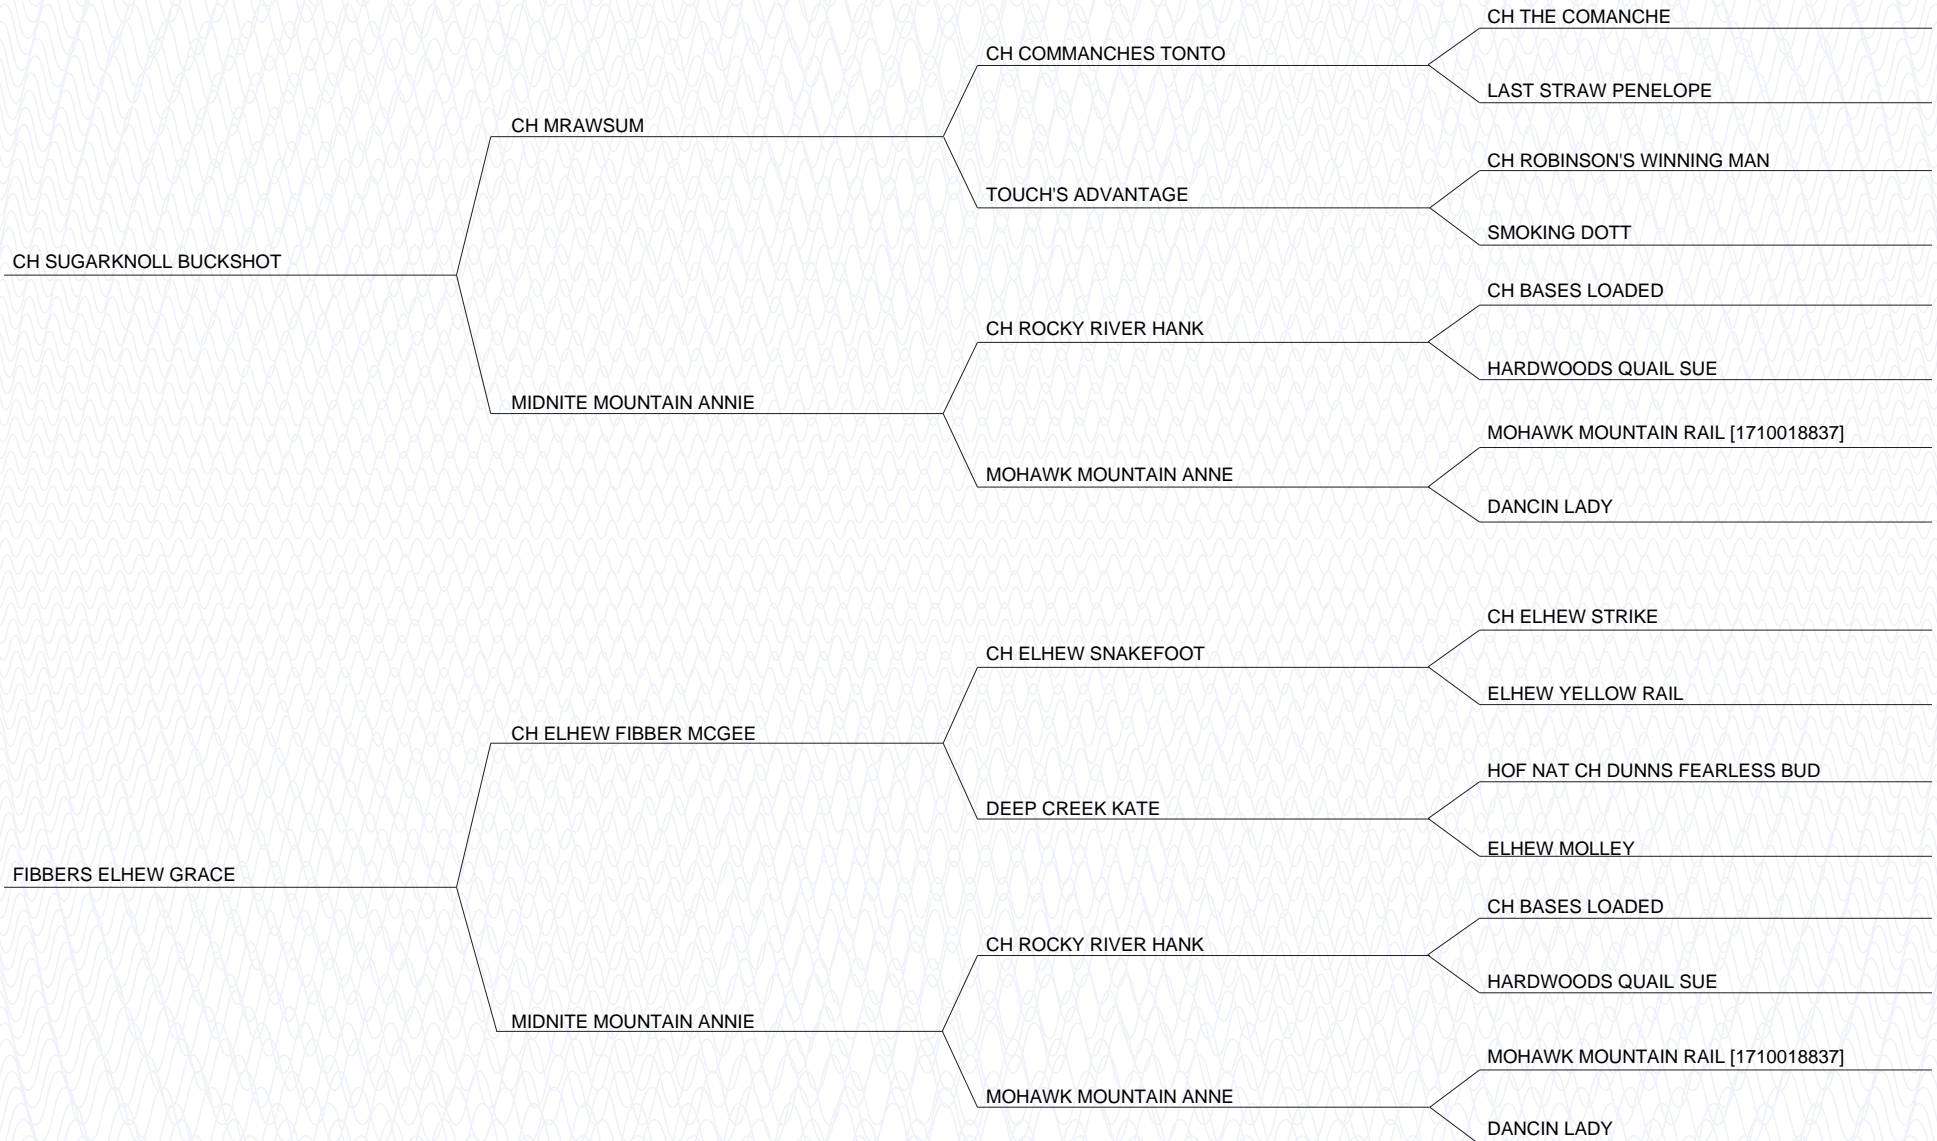 CH THE COMANCHE
CH COMMANCHES TONTO
LAST STRAW PENELOPE
CH MRAWSUM
CH ROBINSON'S WINNING MAN
TOUCH'S ADVANTAGE
SMOKING DOTT
CH SUGARKNOLL BUCKSHOT
CH BASES LOADED
CH ROCKY RIVER HANK
HARDWOODS QUAIL SUE
MIDNITE MOUNTAIN ANNIE
MOHAWK MOUNTAIN RAIL [1710018837]
MOHAWK MOUNTAIN ANNE
DANCIN LADY
CH ELHEW STRIKE
CH ELHEW SNAKEFOOT
ELHEW YELLOW RAIL
CH ELHEW FIBBER MCGEE
HOF NAT CH DUNNS FEARLESS BUD
DEEP CREEK KATE
ELHEW MOLLEY
FIBBERS ELHEW GRACE
CH BASES LOADED
CH ROCKY RIVER HANK
HARDWOODS QUAIL SUE
MIDNITE MOUNTAIN ANNIE
MOHAWK MOUNTAIN RAIL [1710018837]
MOHAWK MOUNTAIN ANNE
DANCIN LADY